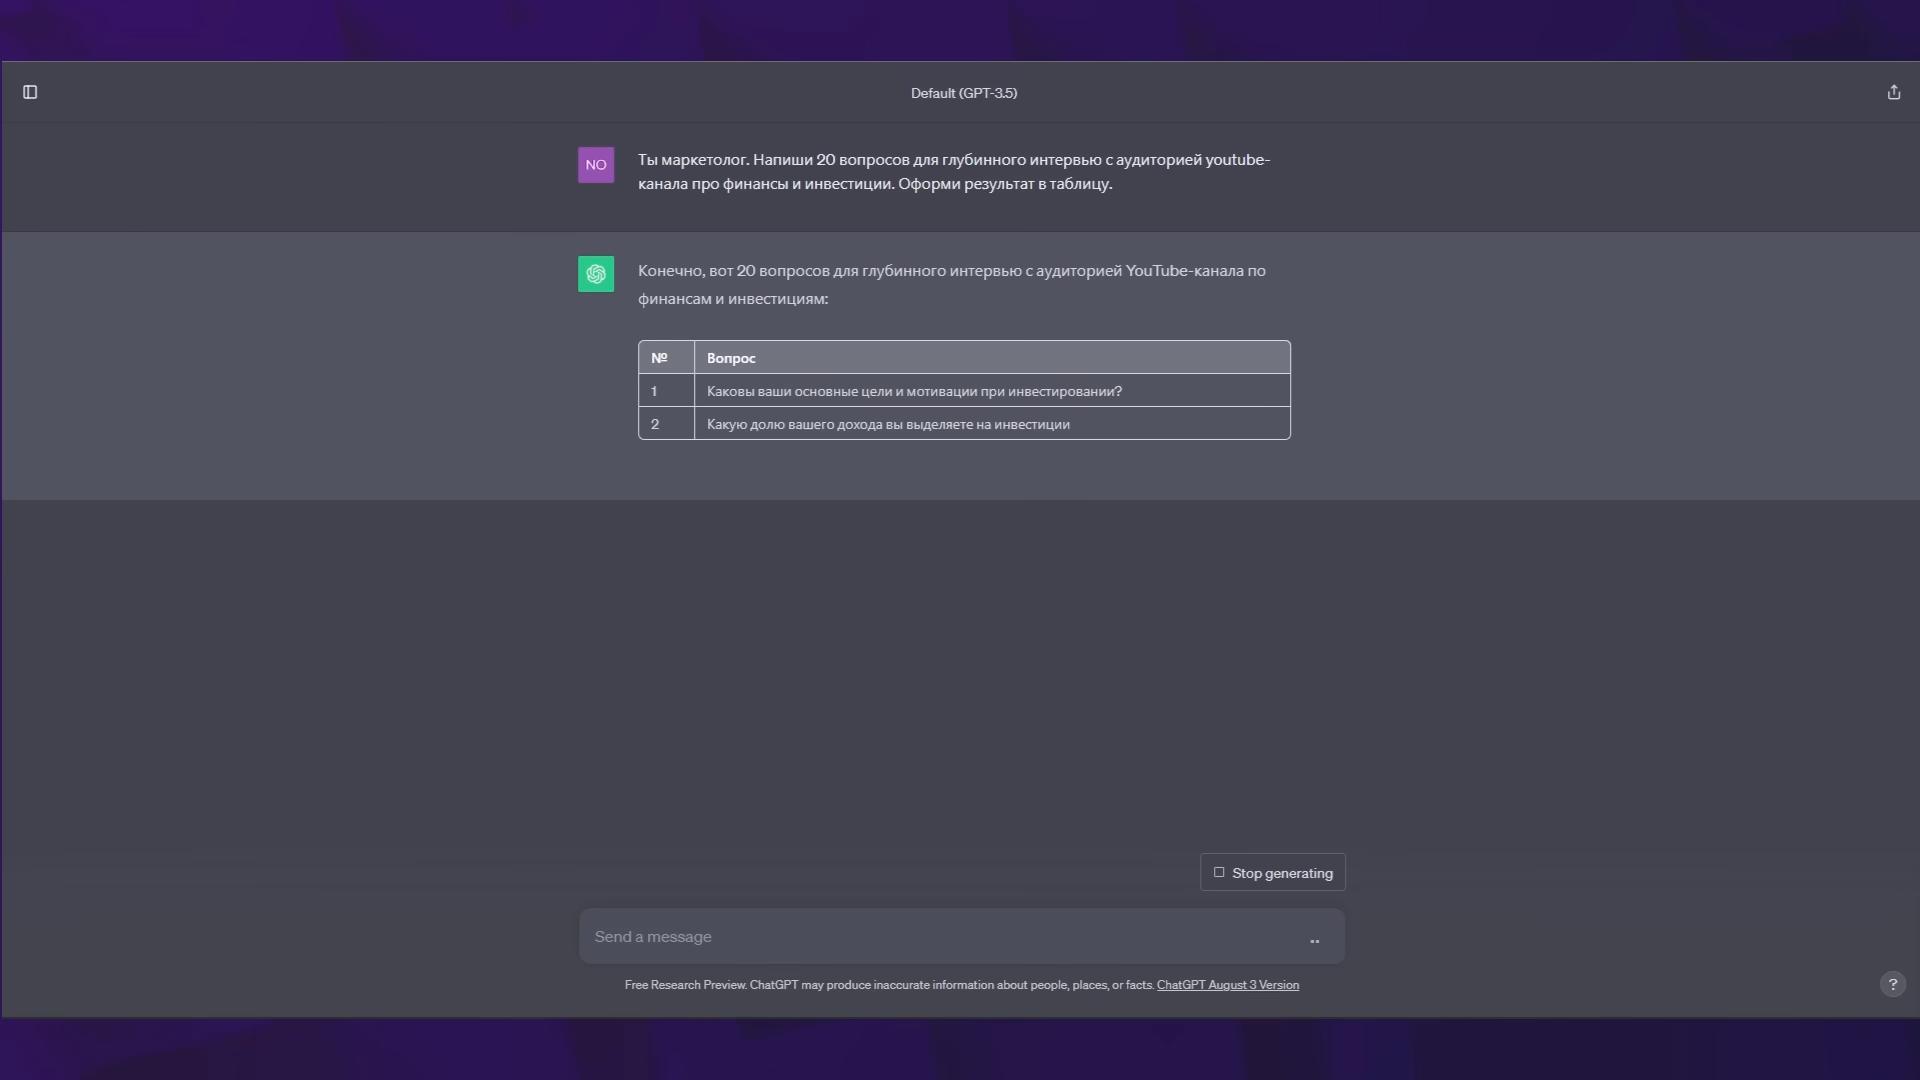 Default (GPT-3.5)
NO
Ты маркетолог. Напиши 20 вопросов для глубинного интервью с аудиторией youtube-
канала про финансы и инвестиции. Оформи результат в таблицу.
Конечно, вот 20 вопросов для глубинного интервью с аудиторией YouTube-канала по
финансам и инвестициям:
№ Вопрос
1 Каковы ваши основные цели и мотивации при инвестировании?
2 Какую долю вашего дохода вы выделяете на инвестиции
Stop generating
Send a message
Free Research Preview. ChatGPT may produce inaccurate information about people, places, or facts. ChatGPT August 3 Version
?